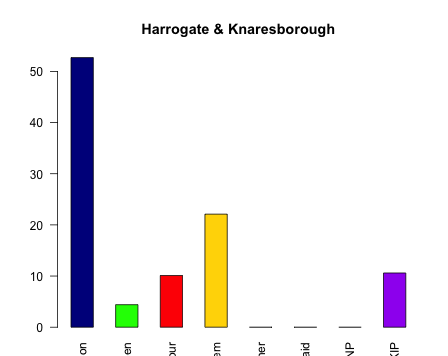 Harrogate & Knaresborough
50
40
30
20
10
0
on
en
our
em
ner
aid
NP
KIP